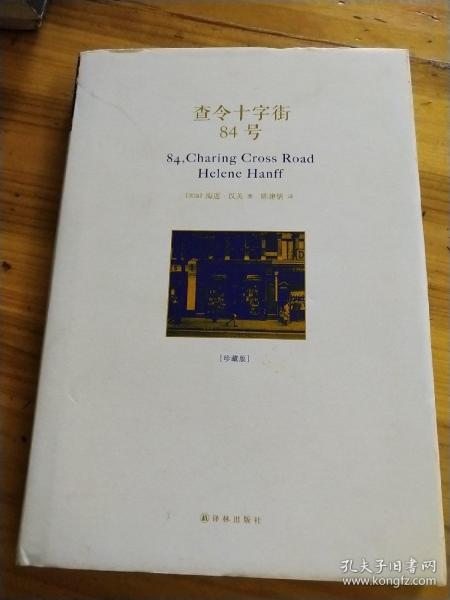 查令十字街
84号
84, Charing Cross Road
Helene Hanff
[美国] 海莲·汉芙 著 陈建铭 译
[珍藏版]
译林出版社
孔夫子旧书网
www.kongfz.com